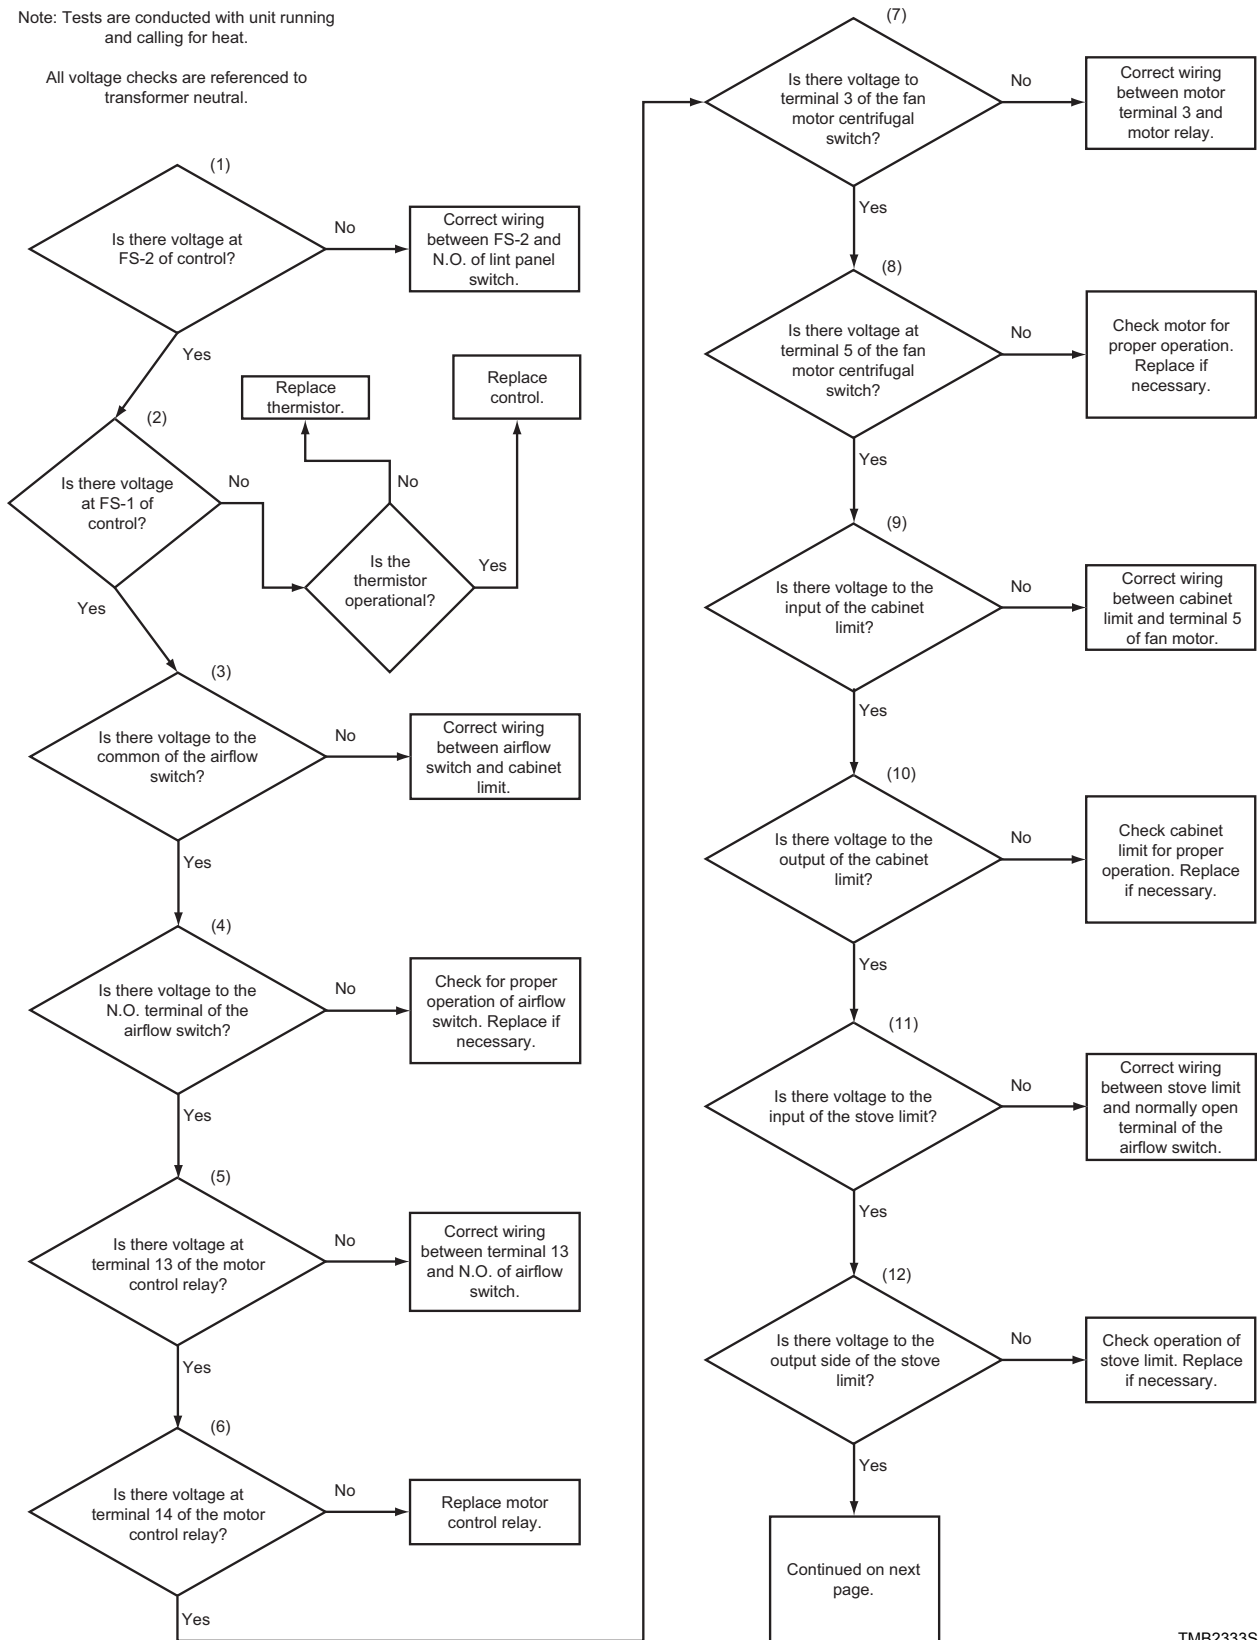 Note: Tests are conducted with unit running
and calling for heat.
All voltage checks are referenced to
transformer neutral.
(1)
Is there voltage at
FS-2 of control?
No
Correct wiring
between FS-2 and
N.O. of lint panel
switch.
Yes
(2)
Is there voltage
at FS-1 of
control?
No
Replace
thermistor.
Replace
control.
No
Is the
thermistor
operational?
Yes
Yes
(3)
Is there voltage to the
common of the airflow
switch?
No
Correct wiring
between airflow
switch and cabinet
limit.
Yes
(4)
Is there voltage to the
N.O. terminal of the
airflow switch?
No
Check for proper
operation of airflow
switch. Replace if
necessary.
Yes
(5)
Is there voltage at
terminal 13 of the motor
control relay?
No
Correct wiring
between terminal 13
and N.O. of airflow
switch.
Yes
(6)
Is there voltage at
terminal 14 of the motor
control relay?
No
Replace motor
control relay.
Yes
(7)
Is there voltage to
terminal 3 of the fan
motor centrifugal
switch?
No
Correct wiring
between motor
terminal 3 and
motor relay.
Yes
(8)
Is there voltage at
terminal 5 of the fan
motor centrifugal
switch?
No
Check motor for
proper operation.
Replace if
necessary.
Yes
(9)
Is there voltage to the
input of the cabinet
limit?
No
Correct wiring
between cabinet
limit and terminal 5
of fan motor.
Yes
(10)
Is there voltage to the
output of the cabinet
limit?
No
Check cabinet
limit for proper
operation. Replace
if necessary.
Yes
(11)
Is there voltage to the
input of the stove limit?
No
Correct wiring
between stove limit
and normally open
terminal of the
airflow switch.
Yes
(12)
Is there voltage to the
output side of the stove
limit?
No
Check operation of
stove limit. Replace
if necessary.
Yes
Continued on next
page.
TMB2333S